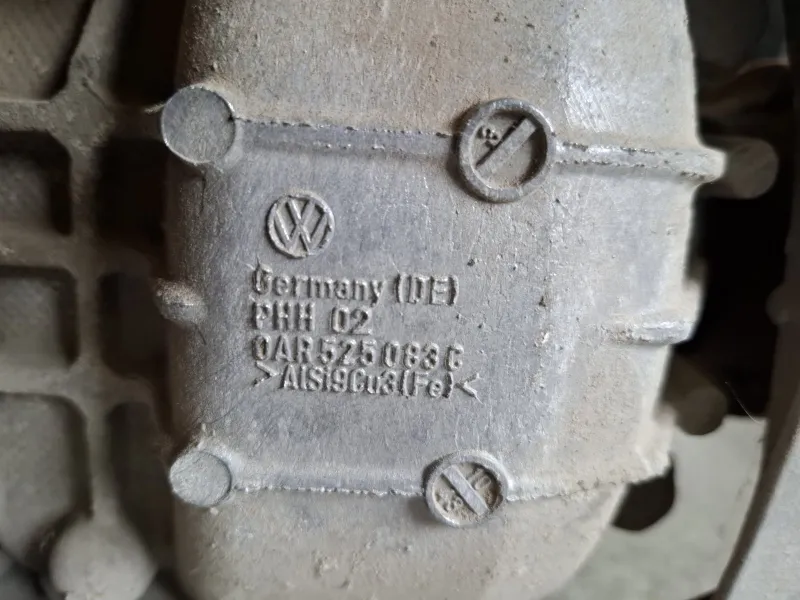 Germany (DE)
PHH 02
0AR 525 083 C
>AlSi9Cu3(Fe)<